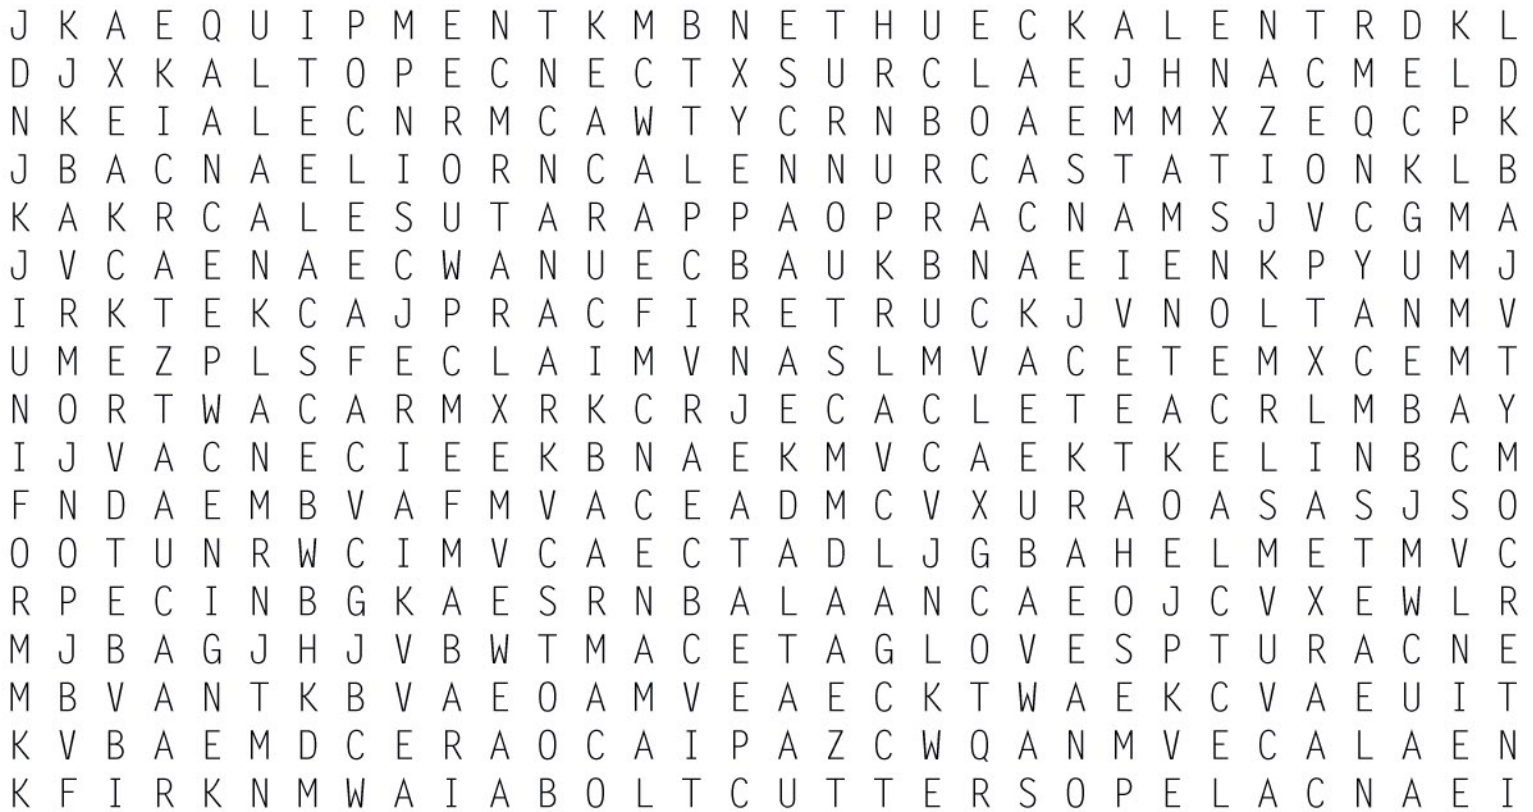 J K A E Q U I P M E N T K M B N E T H U E C K A L E N T R D K L
D J X K A L T O P E C N E C T X S U R C L A E J H N A C M E L D
N K E I A L E C N R M C A W T Y C R N B O A E M M X Z E Q C P K
J B A C N A E L I O R N C A L E N N U R C A S T A T I O N K L B
K A K R C A L E S U T A R A P P A O P R A C N A M S J V C G M A
J V C A E N A E C W A N U E C B A U K B N A E I E N K P Y U M J
I R K T E K C A J P R A C F I R E T R U C K J V N O L T A N M V
U M E Z P L S F E C L A I M V N A S L M V A C E T E M X C E M T
N O R T W A C A R M X R K C R J E C A C L E T E A C R L M B A Y
I J V A C N E C I E E K B N A E K M V C A E K T K E L I N B C M
F N D A E M B V A F M V A C E A D M C V X U R A O A S A S J S O
O O T U N R W C I M V C A E C T A D L J G B A H E L M E T M V C
R P E C I N B G K A E S R N B A L A A N C A E O J C V X E W L R
M J B A G J H J V B W T M A C E T A G L O V E S P T U R A C N E
M B V A N T K B V A E O A M V E A E C K T W A E K C V A E U I T
K V B A E M D C E R A O C A I P A Z C W Q A N M V E C A L A E N
K F I R K N M W A I A B O L T C U T T E R S O P E L A C N A E I